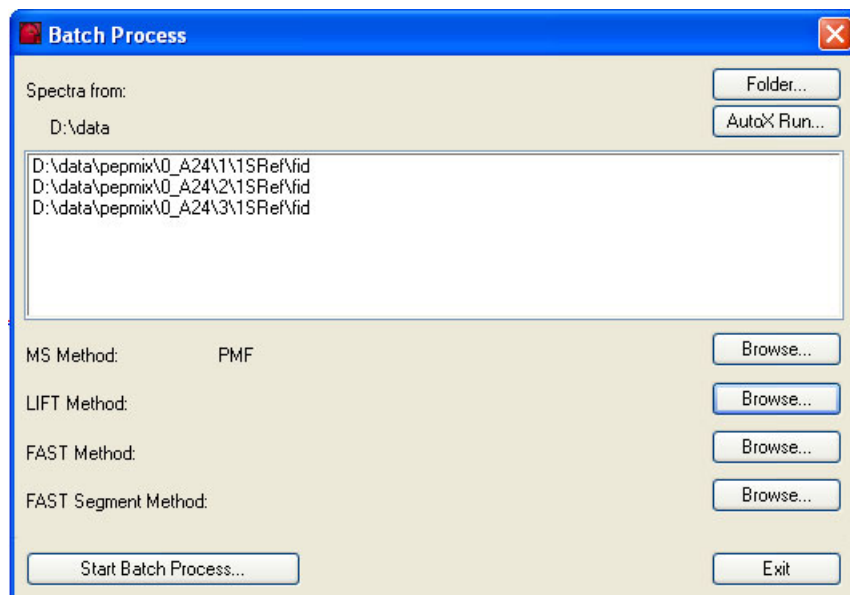 Batch Process
Spectra from:
Folder...
D:\data
AutoX Run...
D:\data\pepmix\0_A24\1\1SRef\fid
D:\data\pepmix\0_A24\2\1SRef\fid
D:\data\pepmix\0_A24\3\1SRef\fid
MS Method: PMF Browse...
LIFT Method: Browse...
FAST Method: Browse...
FAST Segment Method: Browse...
Start Batch Process... Exit